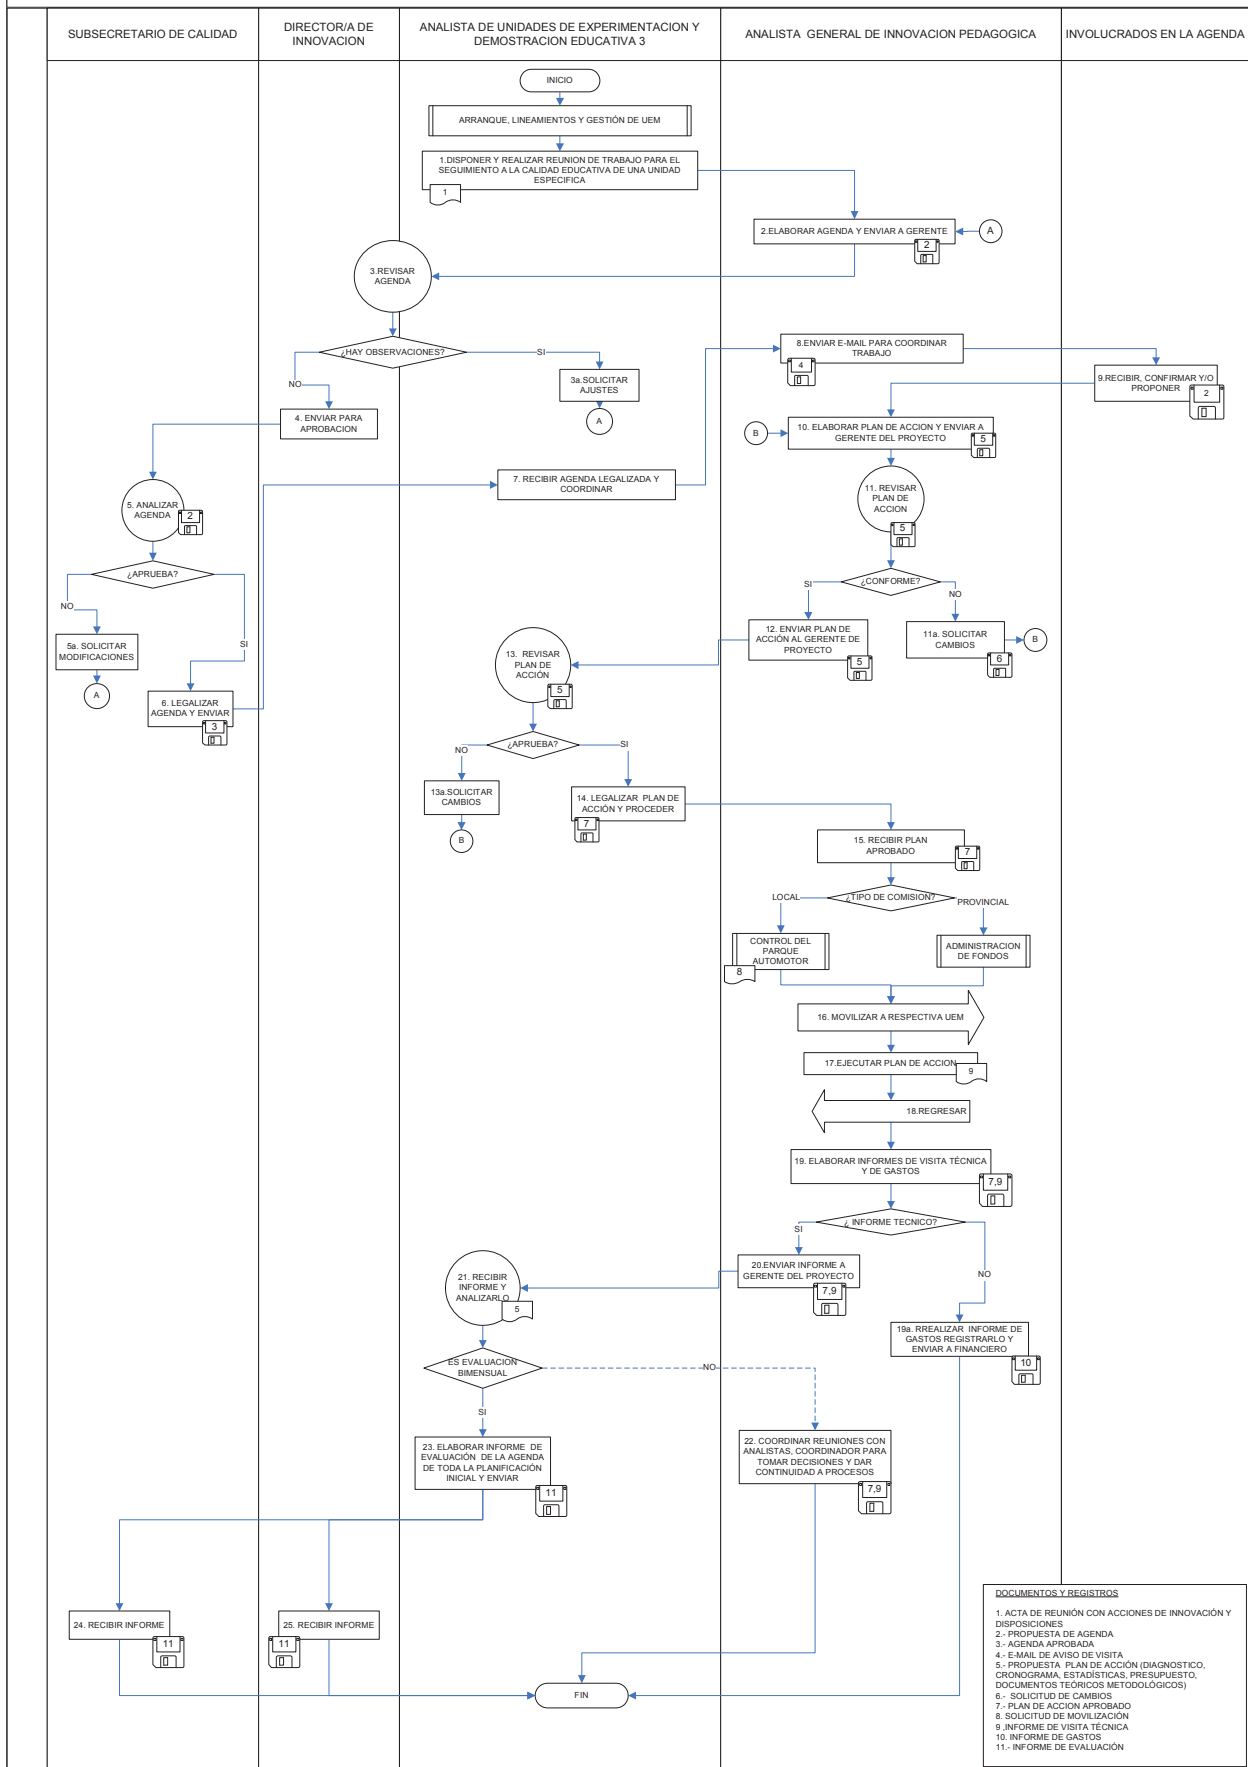 SUBSECRETARIO DE CALIDAD
DIRECTOR/A DE
INNOVACION
ANALISTA DE UNIDADES DE EXPERIMENTACION Y
DEMOSTRACION EDUCATIVA 3
ANALISTA GENERAL DE INNOVACION PEDAGOGICA
INVOLUCRADOS EN LA AGENDA
INICIO
ARRANQUE, LINEAMIENTOS Y GESTIÓN DE UEM
1.DISPONER Y REALIZAR REUNION DE TRABAJO PARA EL
SEGUIMIENTO A LA CALIDAD EDUCATIVA DE UNA UNIDAD
ESPECIFICA
1
2.ELABORAR AGENDA Y ENVIAR A GERENTE
2
A
3.REVISAR
AGENDA
¿HAY OBSERVACIONES?
SI
NO
3a.SOLICITAR
AJUSTES
A
4. ENVIAR PARA
APROBACION
8.ENVIAR E-MAIL PARA COORDINAR
TRABAJO
4
9.RECIBIR, CONFIRMAR Y/O
PROPONER
2
B
10. ELABORAR PLAN DE ACCION Y ENVIAR A
GERENTE DEL PROYECTO
5
7. RECIBIR AGENDA LEGALIZADA Y
COORDINAR
5. ANALIZAR
AGENDA
2
11. REVISAR
PLAN DE
ACCION
5
¿APRUEBA?
NO
SI
¿CONFORME?
SI
NO
5a. SOLICITAR
MODIFICACIONES
A
6. LEGALIZAR
AGENDA Y ENVIAR
3
12. ENVIAR PLAN DE
ACCIÓN AL GERENTE DE
PROYECTO
5
11a. SOLICITAR
CAMBIOS
6
B
13. REVISAR
PLAN DE
ACCIÓN
5
¿APRUEBA?
NO
SI
13a.SOLICITAR
CAMBIOS
B
14. LEGALIZAR PLAN DE
ACCIÓN Y PROCEDER
7
15. RECIBIR PLAN
APROBADO
7
¿TIPO DE COMISION?
LOCAL
PROVINCIAL
CONTROL DEL
PARQUE
AUTOMOTOR
8
ADMINISTRACION
DE FONDOS
16. MOVILIZAR A RESPECTIVA UEM
17.EJECUTAR PLAN DE ACCION
9
18.REGRESAR
19. ELABORAR INFORMES DE VISITA TÉCNICA
Y DE GASTOS
7,9
¿ INFORME TECNICO?
SI
NO
20.ENVIAR INFORME A
GERENTE DEL PROYECTO
7,9
21. RECIBIR
INFORME Y
ANALIZARLO
5
19a. RREALIZAR INFORME DE
GASTOS REGISTRARLO Y
ENVIAR A FINANCIERO
10
ES EVALUACION
BIMENSUAL
NO
SI
23. ELABORAR INFORME DE
EVALUACIÓN DE LA AGENDA
DE TODA LA PLANIFICACIÓN
INICIAL Y ENVIAR
11
22. COORDINAR REUNIONES CON
ANALISTAS, COORDINADOR PARA
TOMAR DECISIONES Y DAR
CONTINUIDAD A PROCESOS
7,9
24. RECIBIR INFORME
11
25. RECIBIR INFORME
11
FIN
DOCUMENTOS Y REGISTROS
1. ACTA DE REUNIÓN CON ACCIONES DE INNOVACIÓN Y
DISPOSICIONES
2.- PROPUESTA DE AGENDA
3.- AGENDA APROBADA
4.- E-MAIL DE AVISO DE VISITA
5.- PROPUESTA PLAN DE ACCIÓN (DIAGNOSTICO,
CRONOGRAMA, ESTADÍSTICAS, PRESUPUESTO,
DOCUMENTOS TEÓRICOS METODOLÓGICOS)
6.- SOLICITUD DE CAMBIOS
7.- PLAN DE ACCION APROBADO
8. SOLICITUD DE MOVILIZACIÓN
9 ,INFORME DE VISITA TÉCNICA
10. INFORME DE GASTOS
11.- INFORME DE EVALUACIÓN